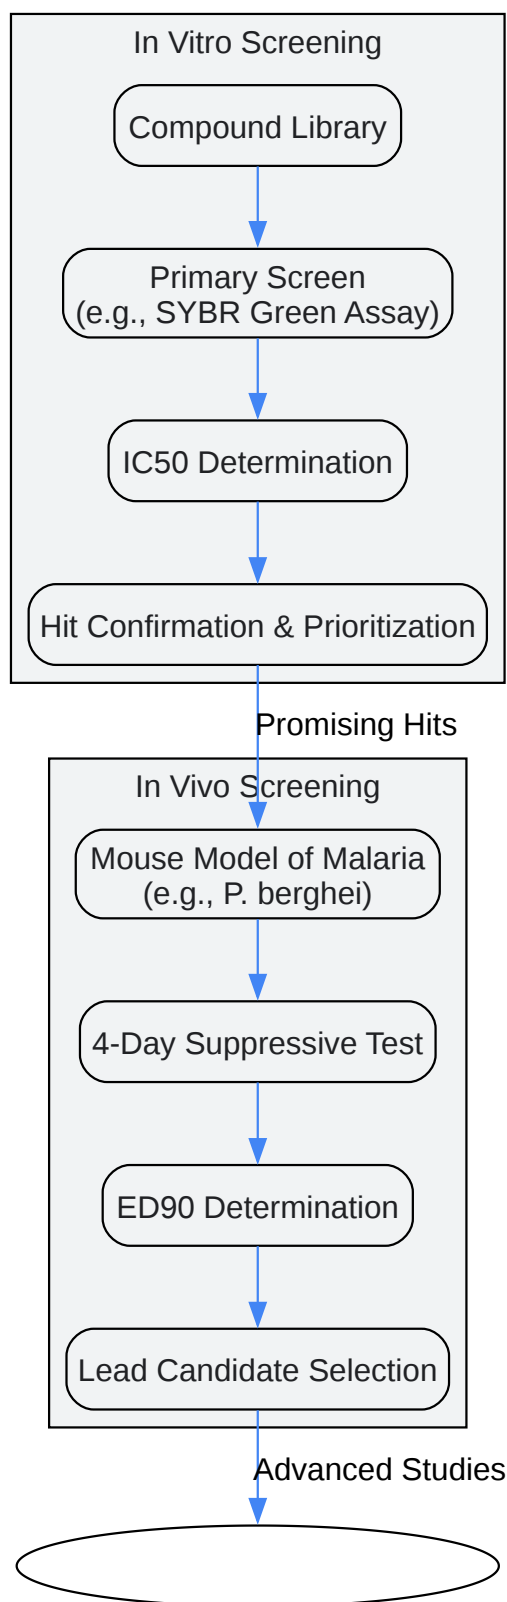 In Vitro Screening
Compound Library
Primary Screen
(e.g., SYBR Green Assay)
IC50 Determination
Hit Confirmation & Prioritization
Promising Hits
In Vivo Screening
Mouse Model of Malaria
(e.g., P. berghei)
4-Day Suppressive Test
ED90 Determination
Lead Candidate Selection
Advanced Studies